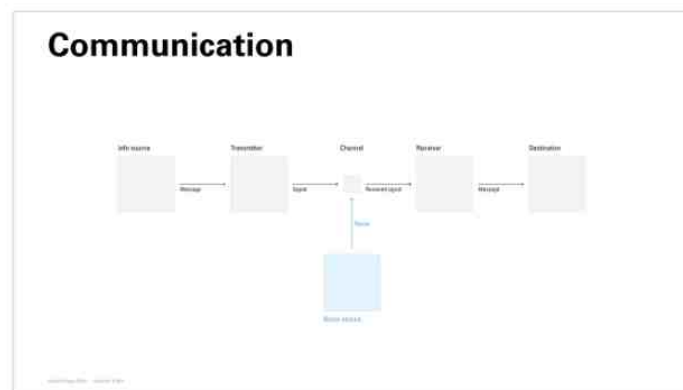 Communication
Info source
Transmitter
Channel
Receiver
Destination
Message
Signal
Received signal
Message
Noise
Noise source